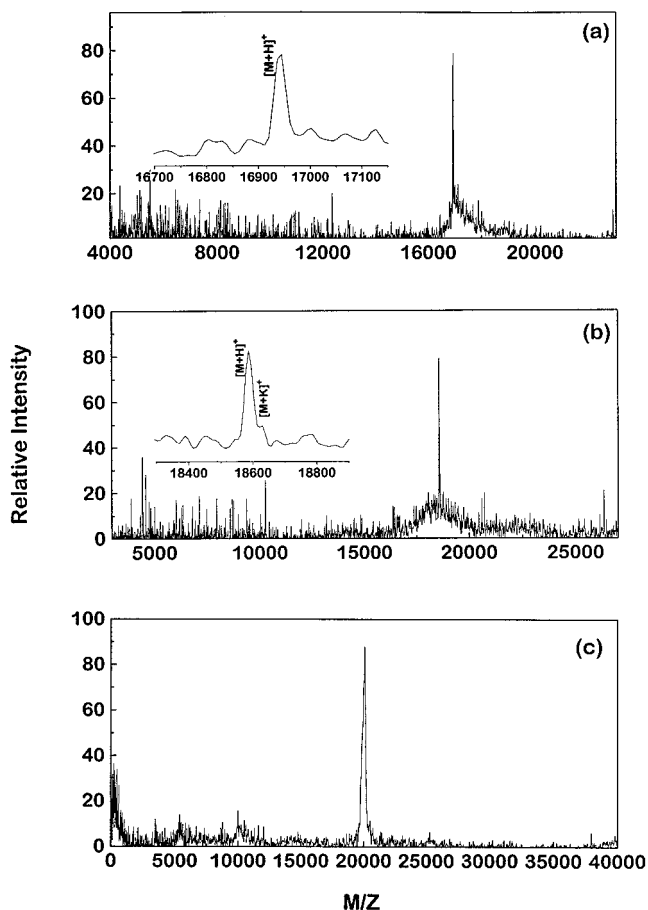 (a)
80
60
40
20
[M+H]+
16700 16800 16900 17000 17100
4000 8000 12000 16000 20000
(b)
100
80
60
40
20
0
[M+H]+
[M+K]+
18400 18600 18800
5000 10000 15000 20000 25000
Relative Intensity
(c)
100
80
60
40
20
0
0 5000 10000 15000 20000 25000 30000 35000 40000
M/Z